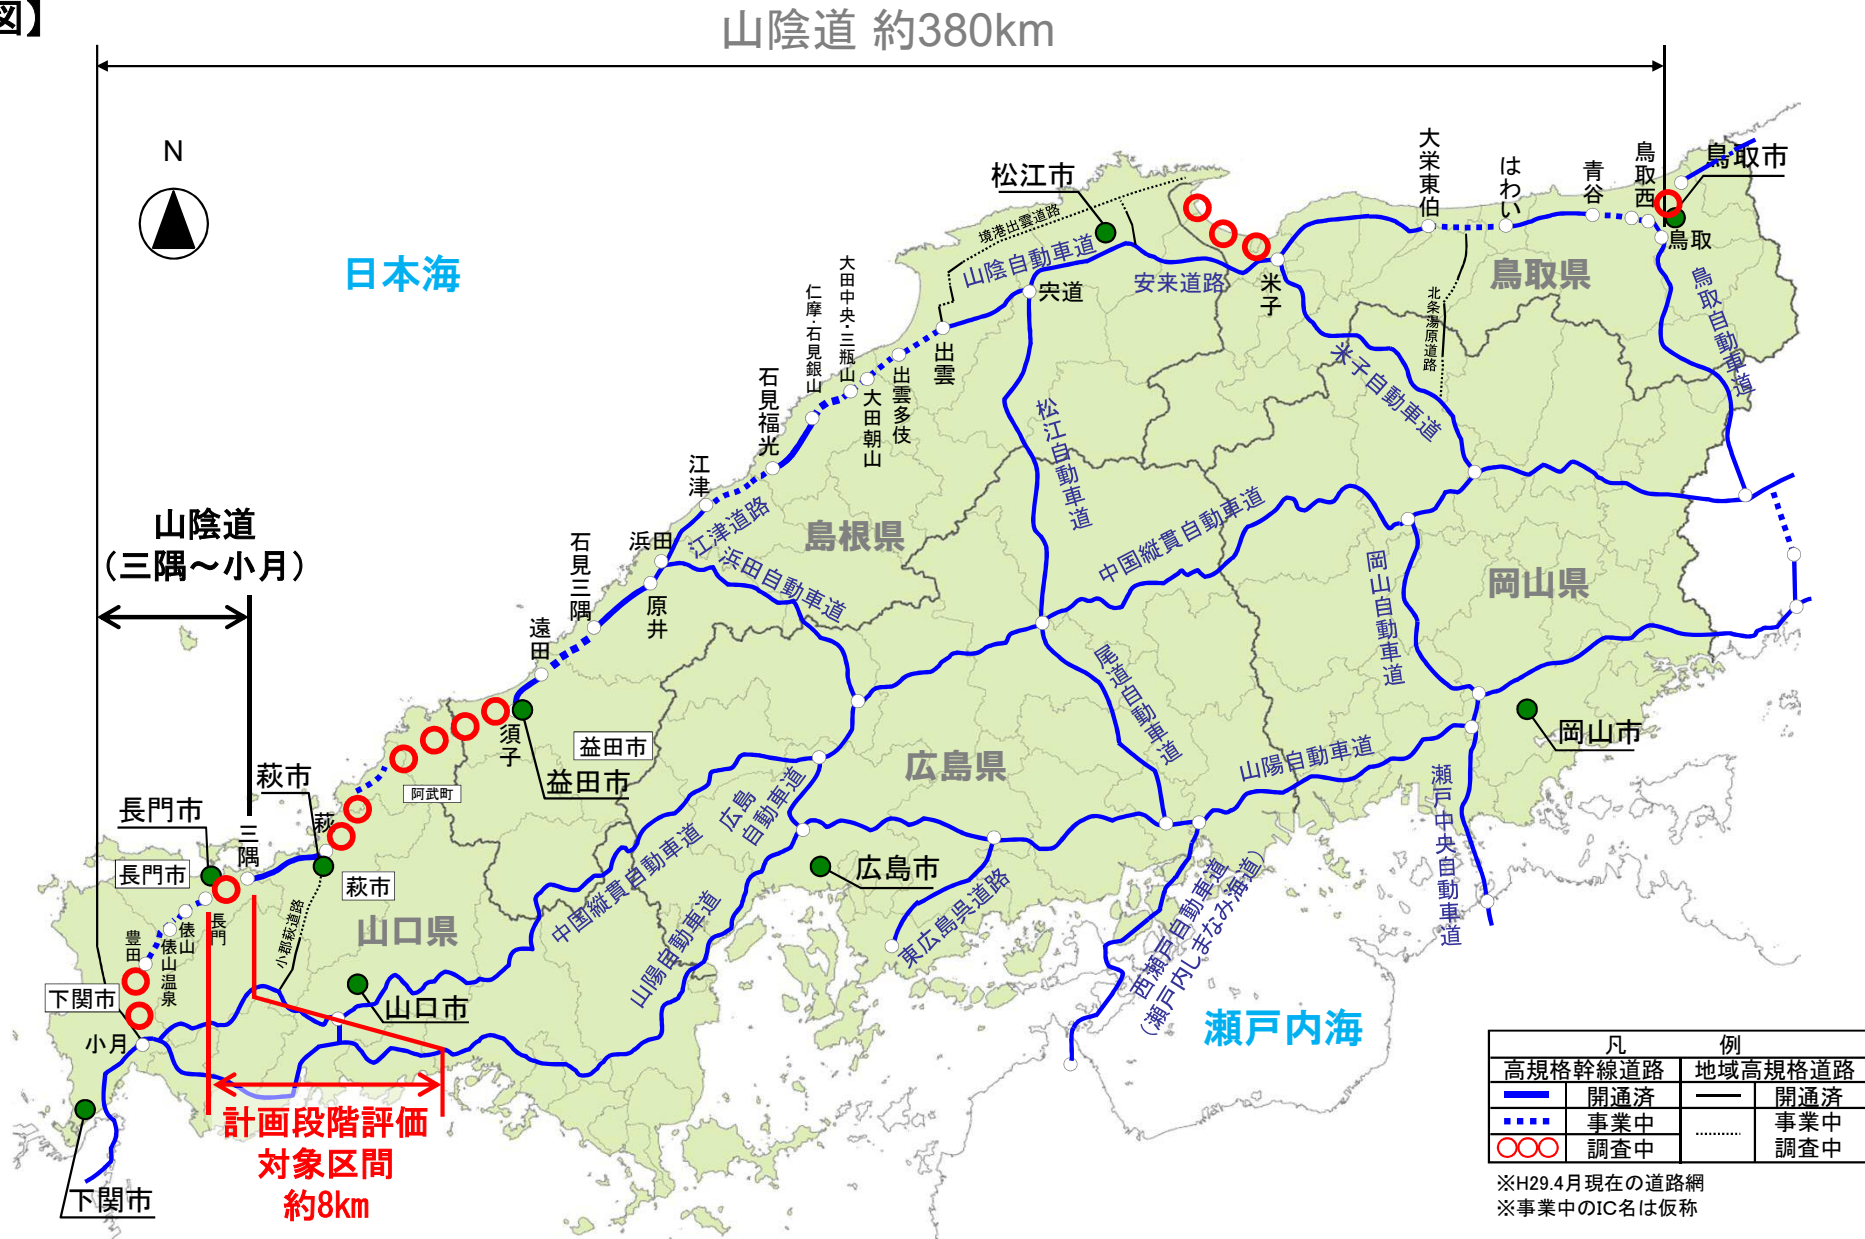 図】
山陰道 約380km
N
日本海
松江市
境港出雲道路
山陰自動車道
安来道路
宍道
米子
大栄東伯
はわい
青谷
鳥取西
鳥取市
鳥取
鳥取県
鳥取自動車道
北条湯原道路
米子自動車道
大田中央・三瓶山
仁摩・石見銀山
石見福光
出雲
出雲多伎
大田朝山
江津
江津道路
浜田
浜田自動車道
石見三隅
原井
遠田
島根県
松江自動車道
中国縦貫自動車道
岡山自動車道
岡山県
山陰道
(三隅～小月)
須子
益田市
益田市
阿武町
萩市
萩
萩市
長門市
長門市
三隅
長門
俵山
俵山温泉
豊田
下関市
小月
小郡萩道路
山口県
山口市
下関市
計画段階評価
対象区間
約8km
中国縦貫自動車道
広島
自動車道
山陽自動車道
広島県
広島市
東広島呉道路
尾道自動車道
山陽自動車道
岡山市
瀬戸中央自動車道
西瀬戸自動車道
(瀬戸内しまなみ海道)
瀬戸内海
凡 例
高規格幹線道路 地域高規格道路
開通済 開通済
事業中 事業中
調査中 調査中
※H29.4月現在の道路網
※事業中のIC名は仮称